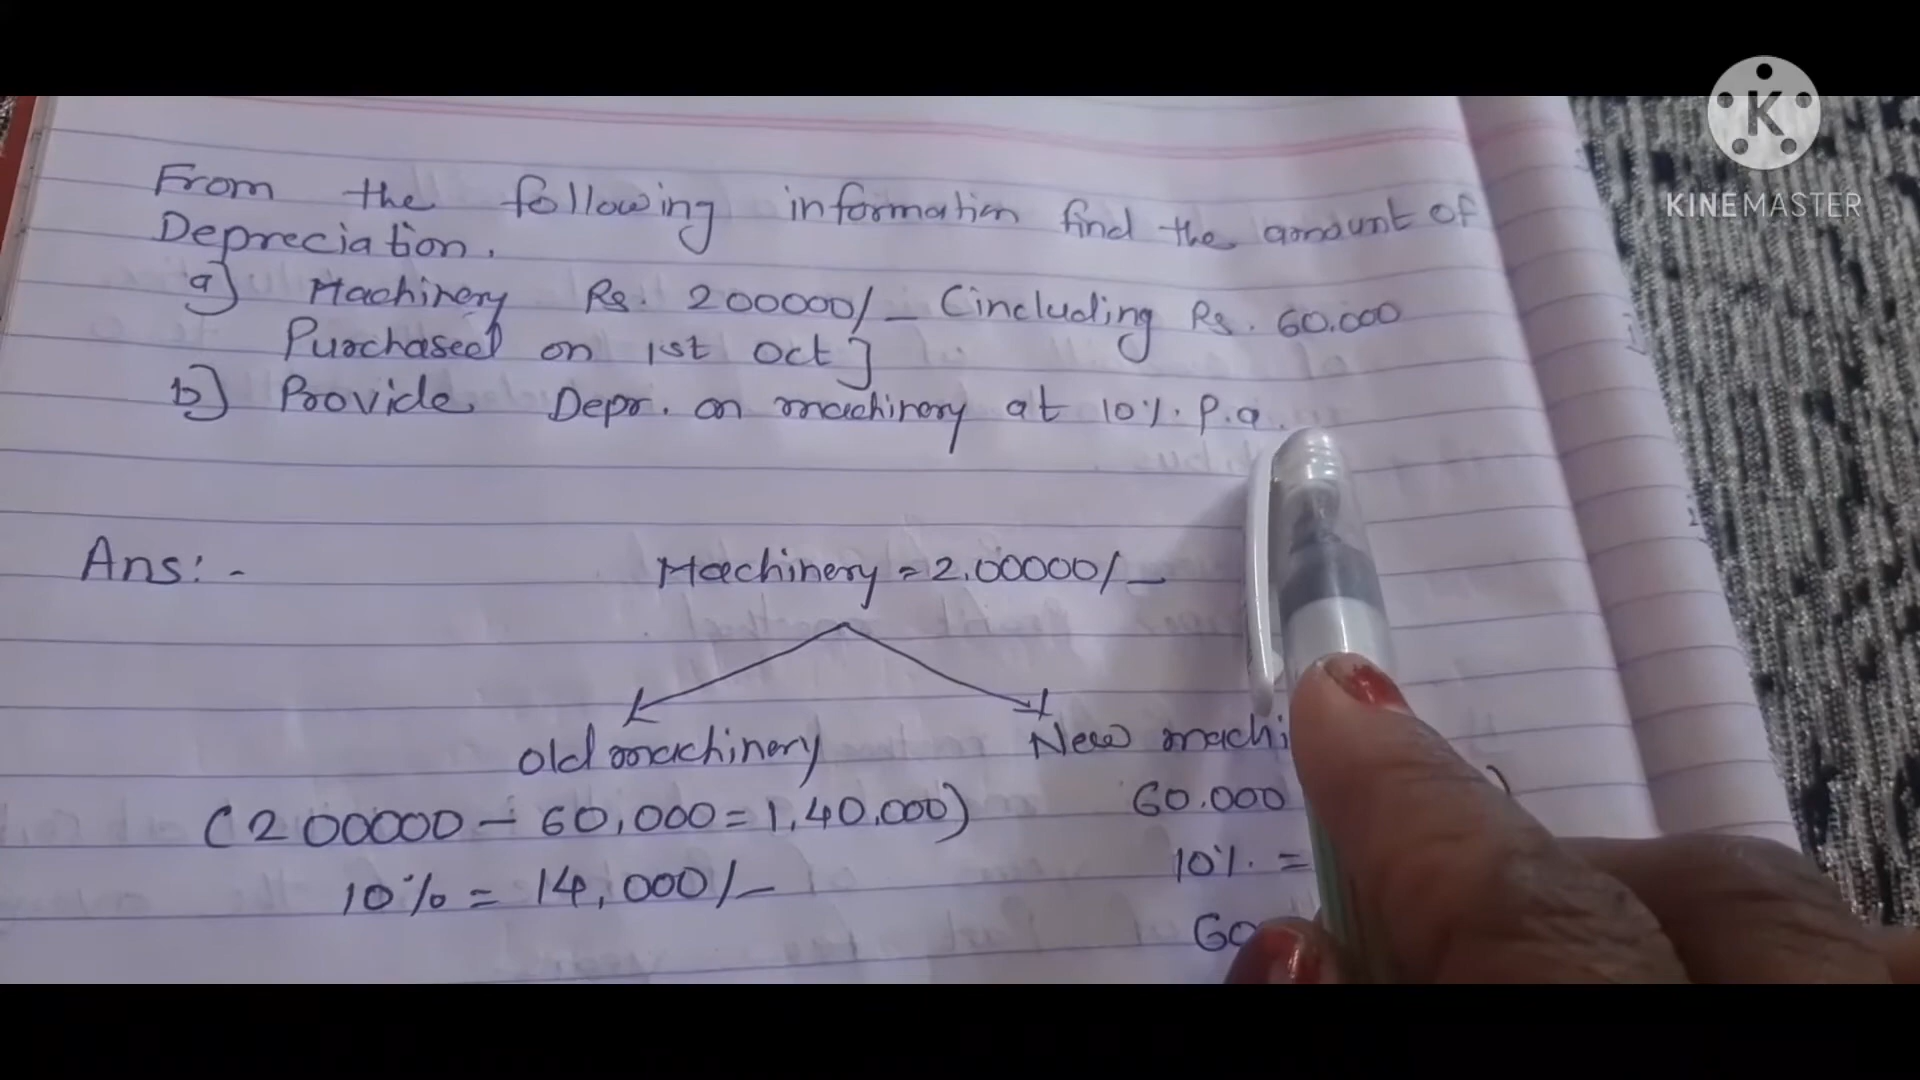 K
KINEMASTER
From the following information find the amount of
Depreciation.
a] Machinery Rs. 200000/- (including Rs. 60.000
Purchased on 1st Oct]
b] Provide Depr. on machinery at 10% P.a.
Ans:- Machinery = 2.00000/-
Old machinery New machi
(200000 - 60,000 = 1,40,000) 60.000 )
10% = 14,000/- 10% =
60